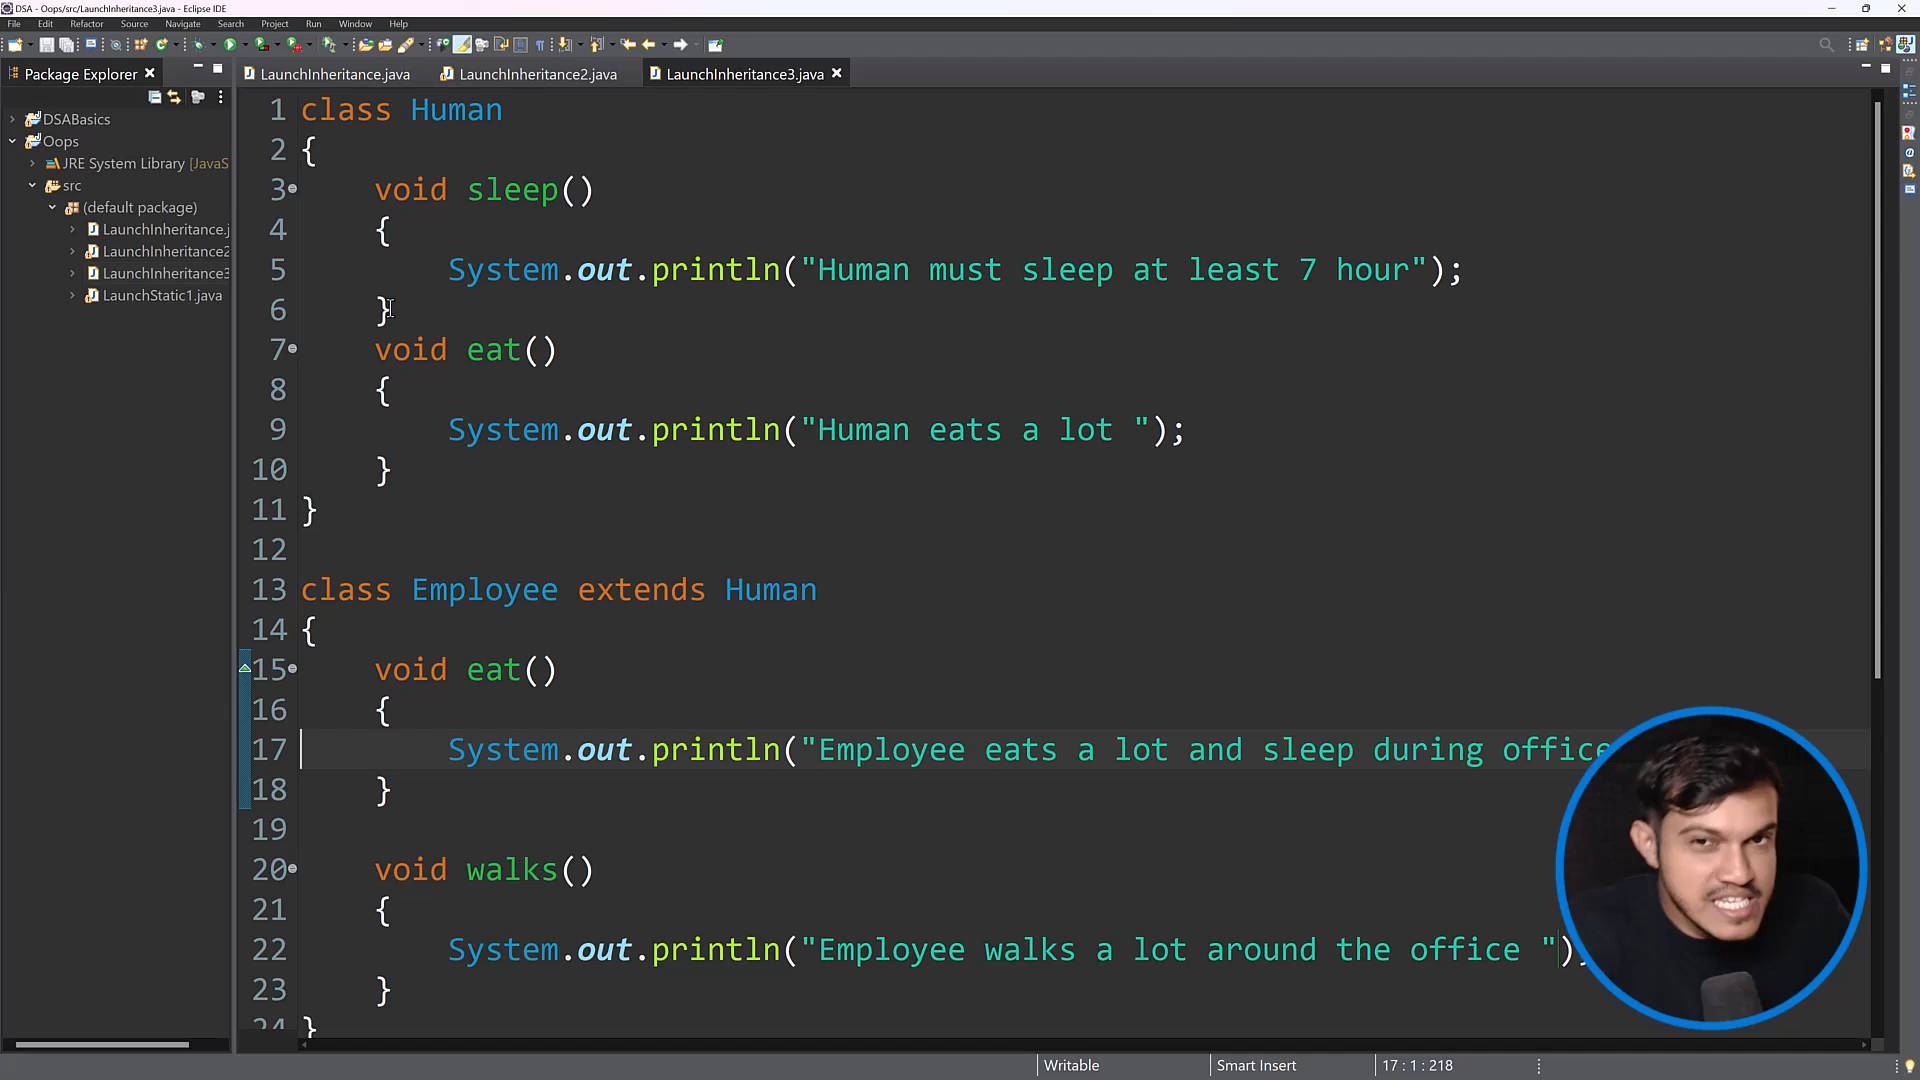 DSA - Oops/src/LaunchInheritance3.java - Eclipse IDE
File Edit Refactor Source Navigate Search Project Run Window Help
Package Explorer
LaunchInheritance.java LaunchInheritance2.java LaunchInheritance3.java
DSABasics
Oops
JRE System Library [JavaS
src
(default package)
LaunchInheritance.j
LaunchInheritance2
LaunchInheritance3
LaunchStatic1.java
1 class Human
2 {
3 void sleep()
4 {
5 System.out.println("Human must sleep at least 7 hour");
6 }
7 void eat()
8 {
9 System.out.println("Human eats a lot ");
10 }
11 }
12
13 class Employee extends Human
14 {
15 void eat()
16 {
17 System.out.println("Employee eats a lot and sleep during office
18 }
19
20 void walks()
21 {
22 System.out.println("Employee walks a lot around the office ");
23 }
24 }
Writable Smart Insert 17 : 1 : 218